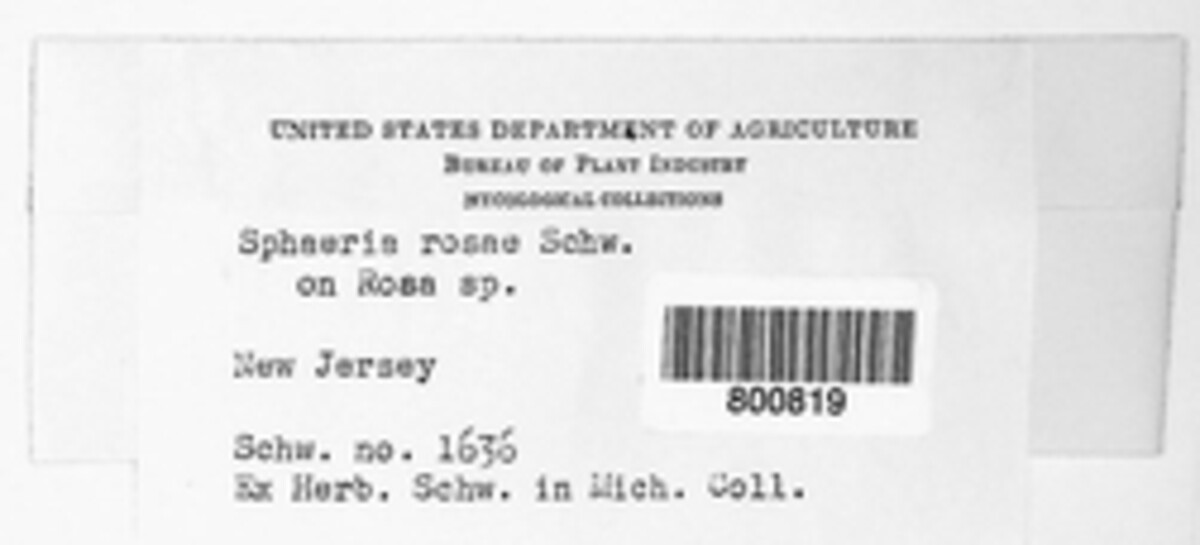 UNITED STATES DEPARTMENT OF AGRICULTURE
BUREAU OF PLANT INDUSTRY
MYCOLOGICAL COLLECTIONS
Sphaeria rosae Schw.
on Rosa sp.
New Jersey
800819
Schw. no. 1636
Ex Herb. Schw. in Mich. Coll.